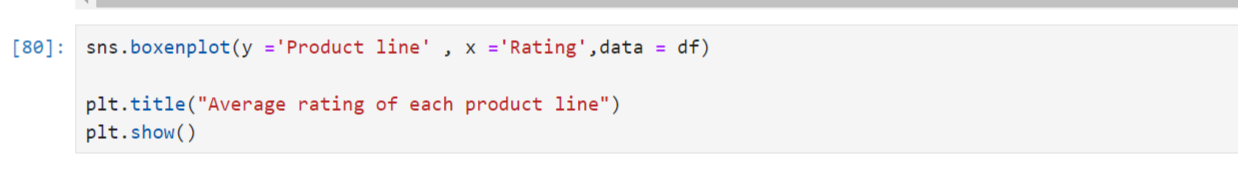 [80]: sns.boxenplot(y ='Product line' , x ='Rating',data = df)
plt.title("Average rating of each product line")
plt.show()